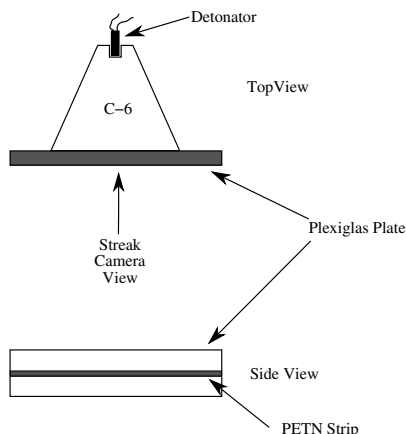 Detonator
TopView
C−6
Plexiglas Plate
Streak
Camera
View
Side View
PETN Strip